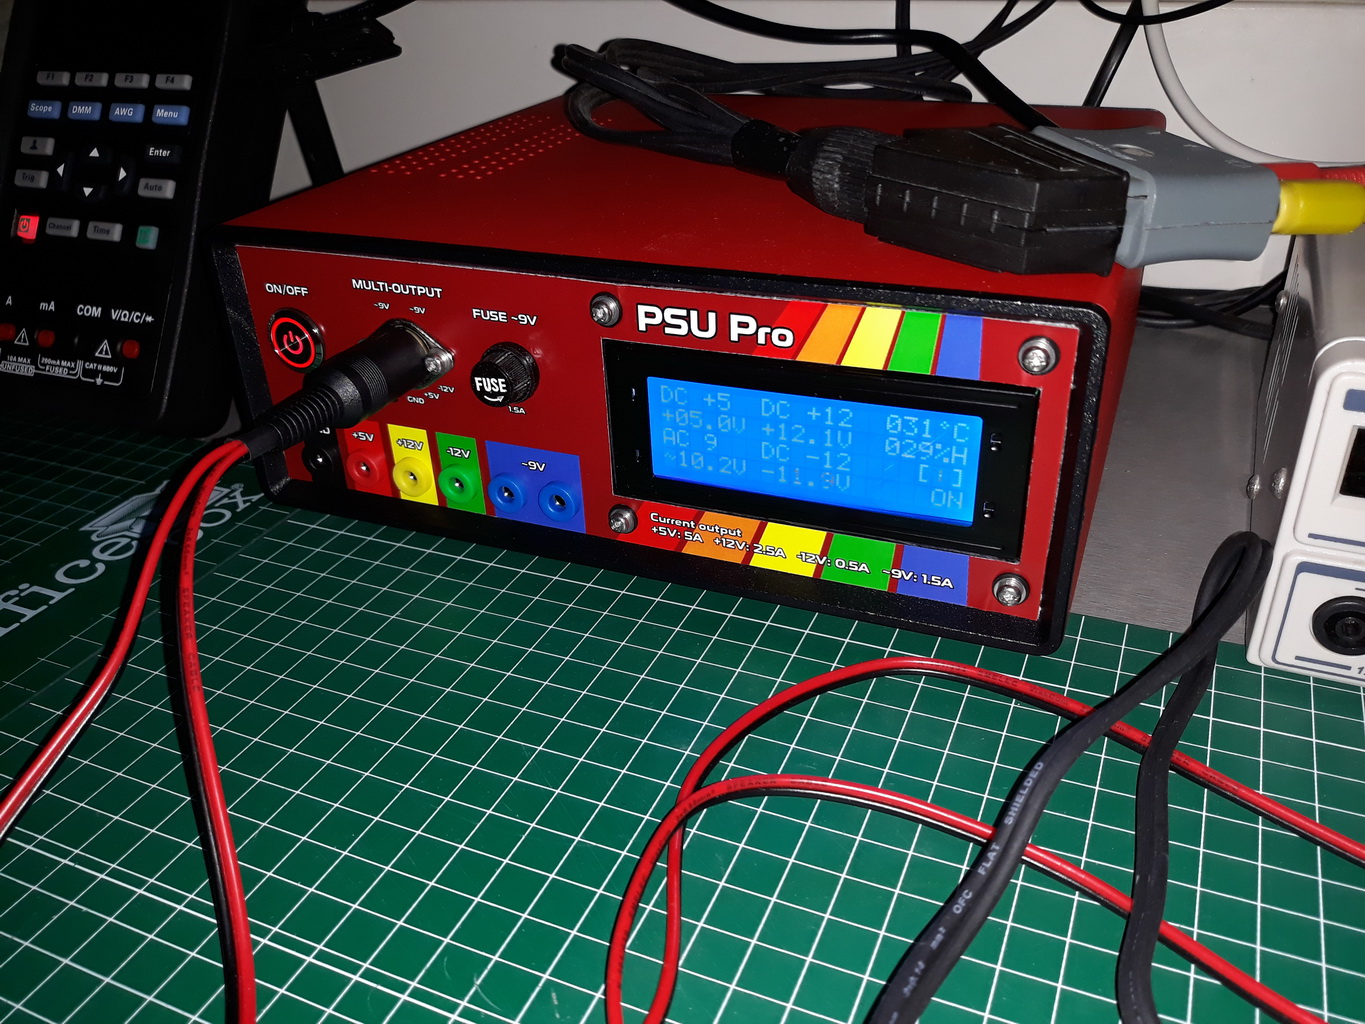 F1 F2 F3 F4
Scope DMM AWG Menu
Enter
Trig Auto
Channel Time
A mA COM V/Ω/C/
10A MAX
UNFUSED
200mA MAX
FUSED
CAT II 600V
ON/OFF
MULTI-OUTPUT
~9V ~9V
-12V
+5V
GND
FUSE ~9V
FUSE
1.5A
+5V +12V -12V ~9V
PSU Pro
DC +5 DC +12 031°C
+05.0V +12.1V 029%H
AC 9 DC -12
~10.2V -11.9V ON
Current output
+5V: 5A +12V: 2.5A -12V: 0.5A ~9V: 1.5A
OFC FLAT SHIELDED